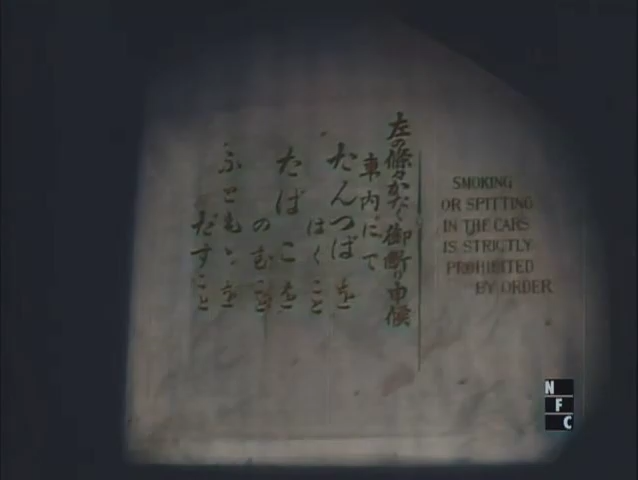 左の條々かたく御断り申候
車内にて
たんつばを
はくこと
たばこを
のむこと
ふともゝを
だすこと
SMOKING
OR SPITTING
IN THE CARS
IS STRICTLY
PROHIBITED
BY ORDER
N
F
C